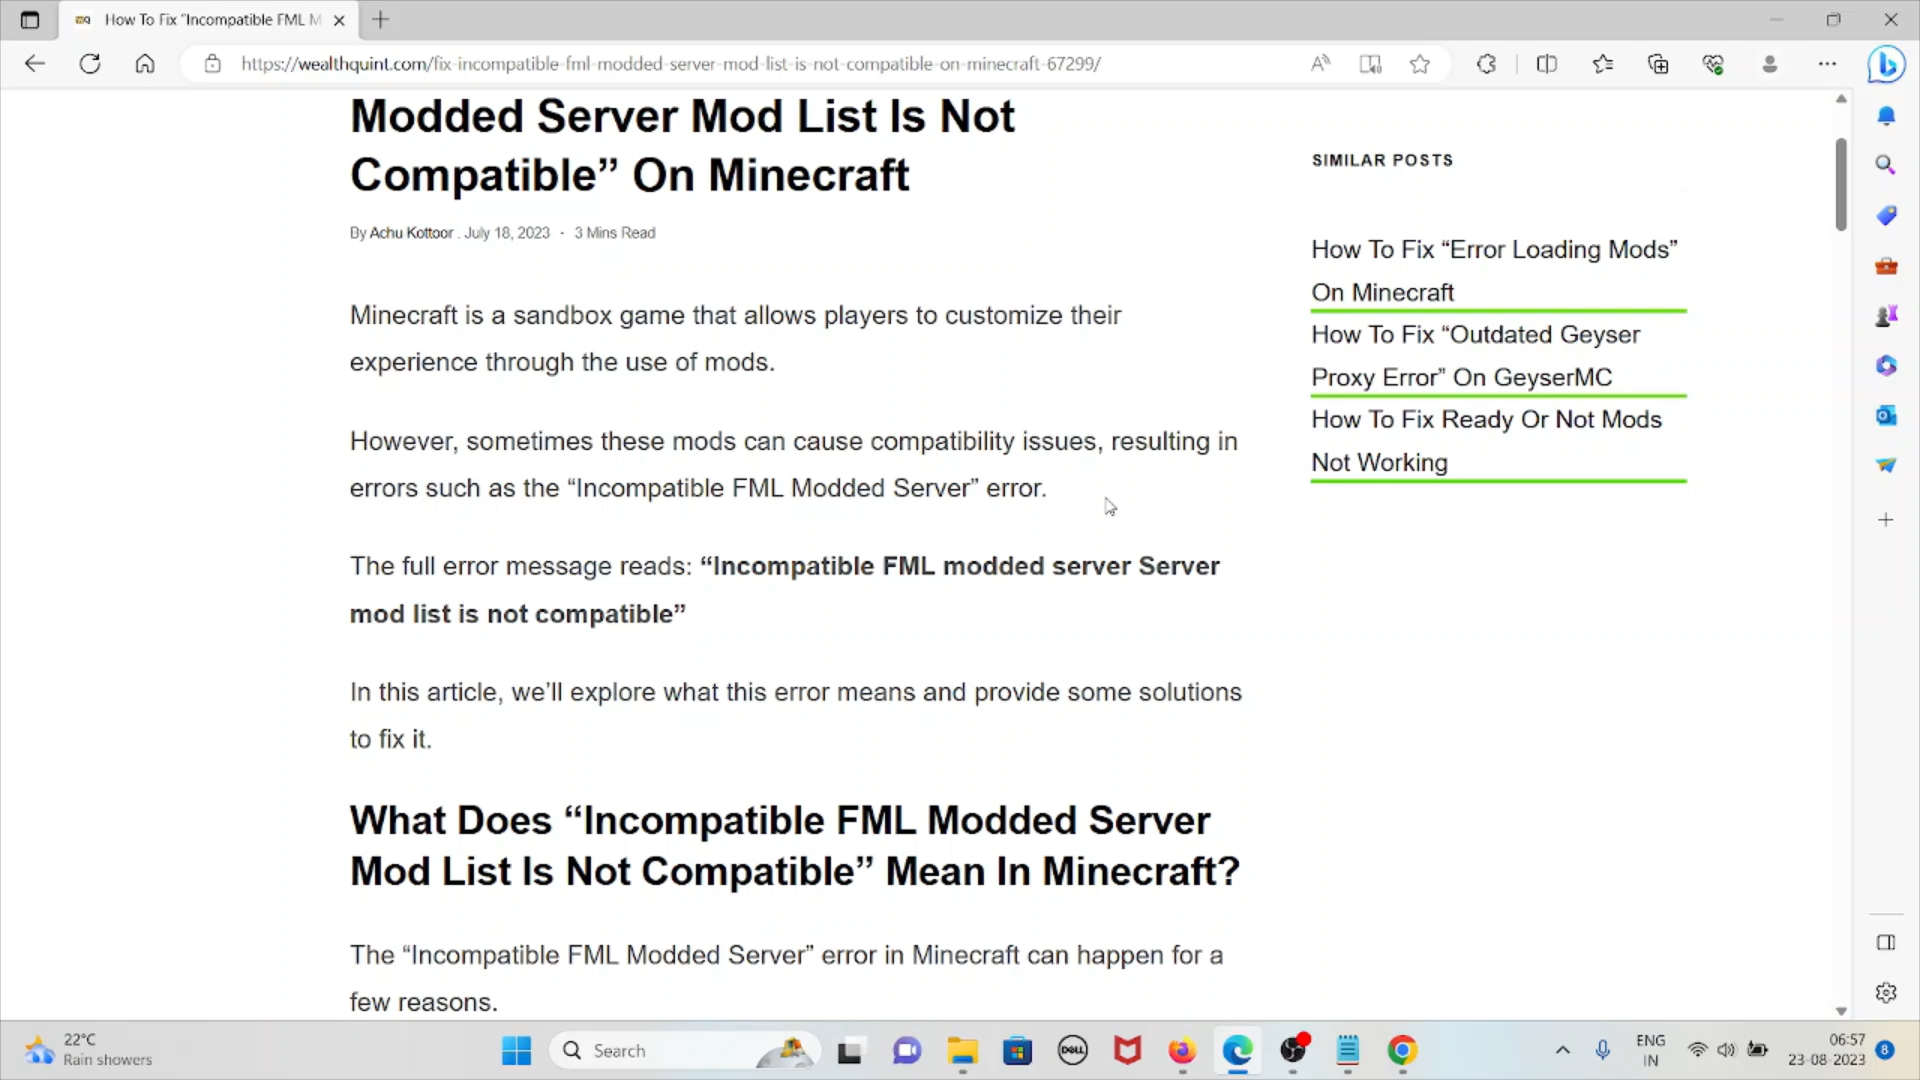 How To Fix “Incompatible FML M
https://wealthquint.com/fix-incompatible-fml-modded-server-mod-list-is-not-compatible-on-minecraft-67299/
Modded Server Mod List Is Not
Compatible” On Minecraft
By Achu Kottoor . July 18, 2023 · 3 Mins Read
Minecraft is a sandbox game that allows players to customize their
experience through the use of mods.
However, sometimes these mods can cause compatibility issues, resulting in
errors such as the “Incompatible FML Modded Server” error.
The full error message reads: “Incompatible FML modded server Server
mod list is not compatible”
In this article, we’ll explore what this error means and provide some solutions
to fix it.
What Does “Incompatible FML Modded Server
Mod List Is Not Compatible” Mean In Minecraft?
The “Incompatible FML Modded Server” error in Minecraft can happen for a
few reasons.
SIMILAR POSTS
How To Fix “Error Loading Mods”
On Minecraft
How To Fix “Outdated Geyser
Proxy Error” On GeyserMC
How To Fix Ready Or Not Mods
Not Working
22°C
Rain showers
Search
DELL
ENG
IN
06:57
23-08-2023
8